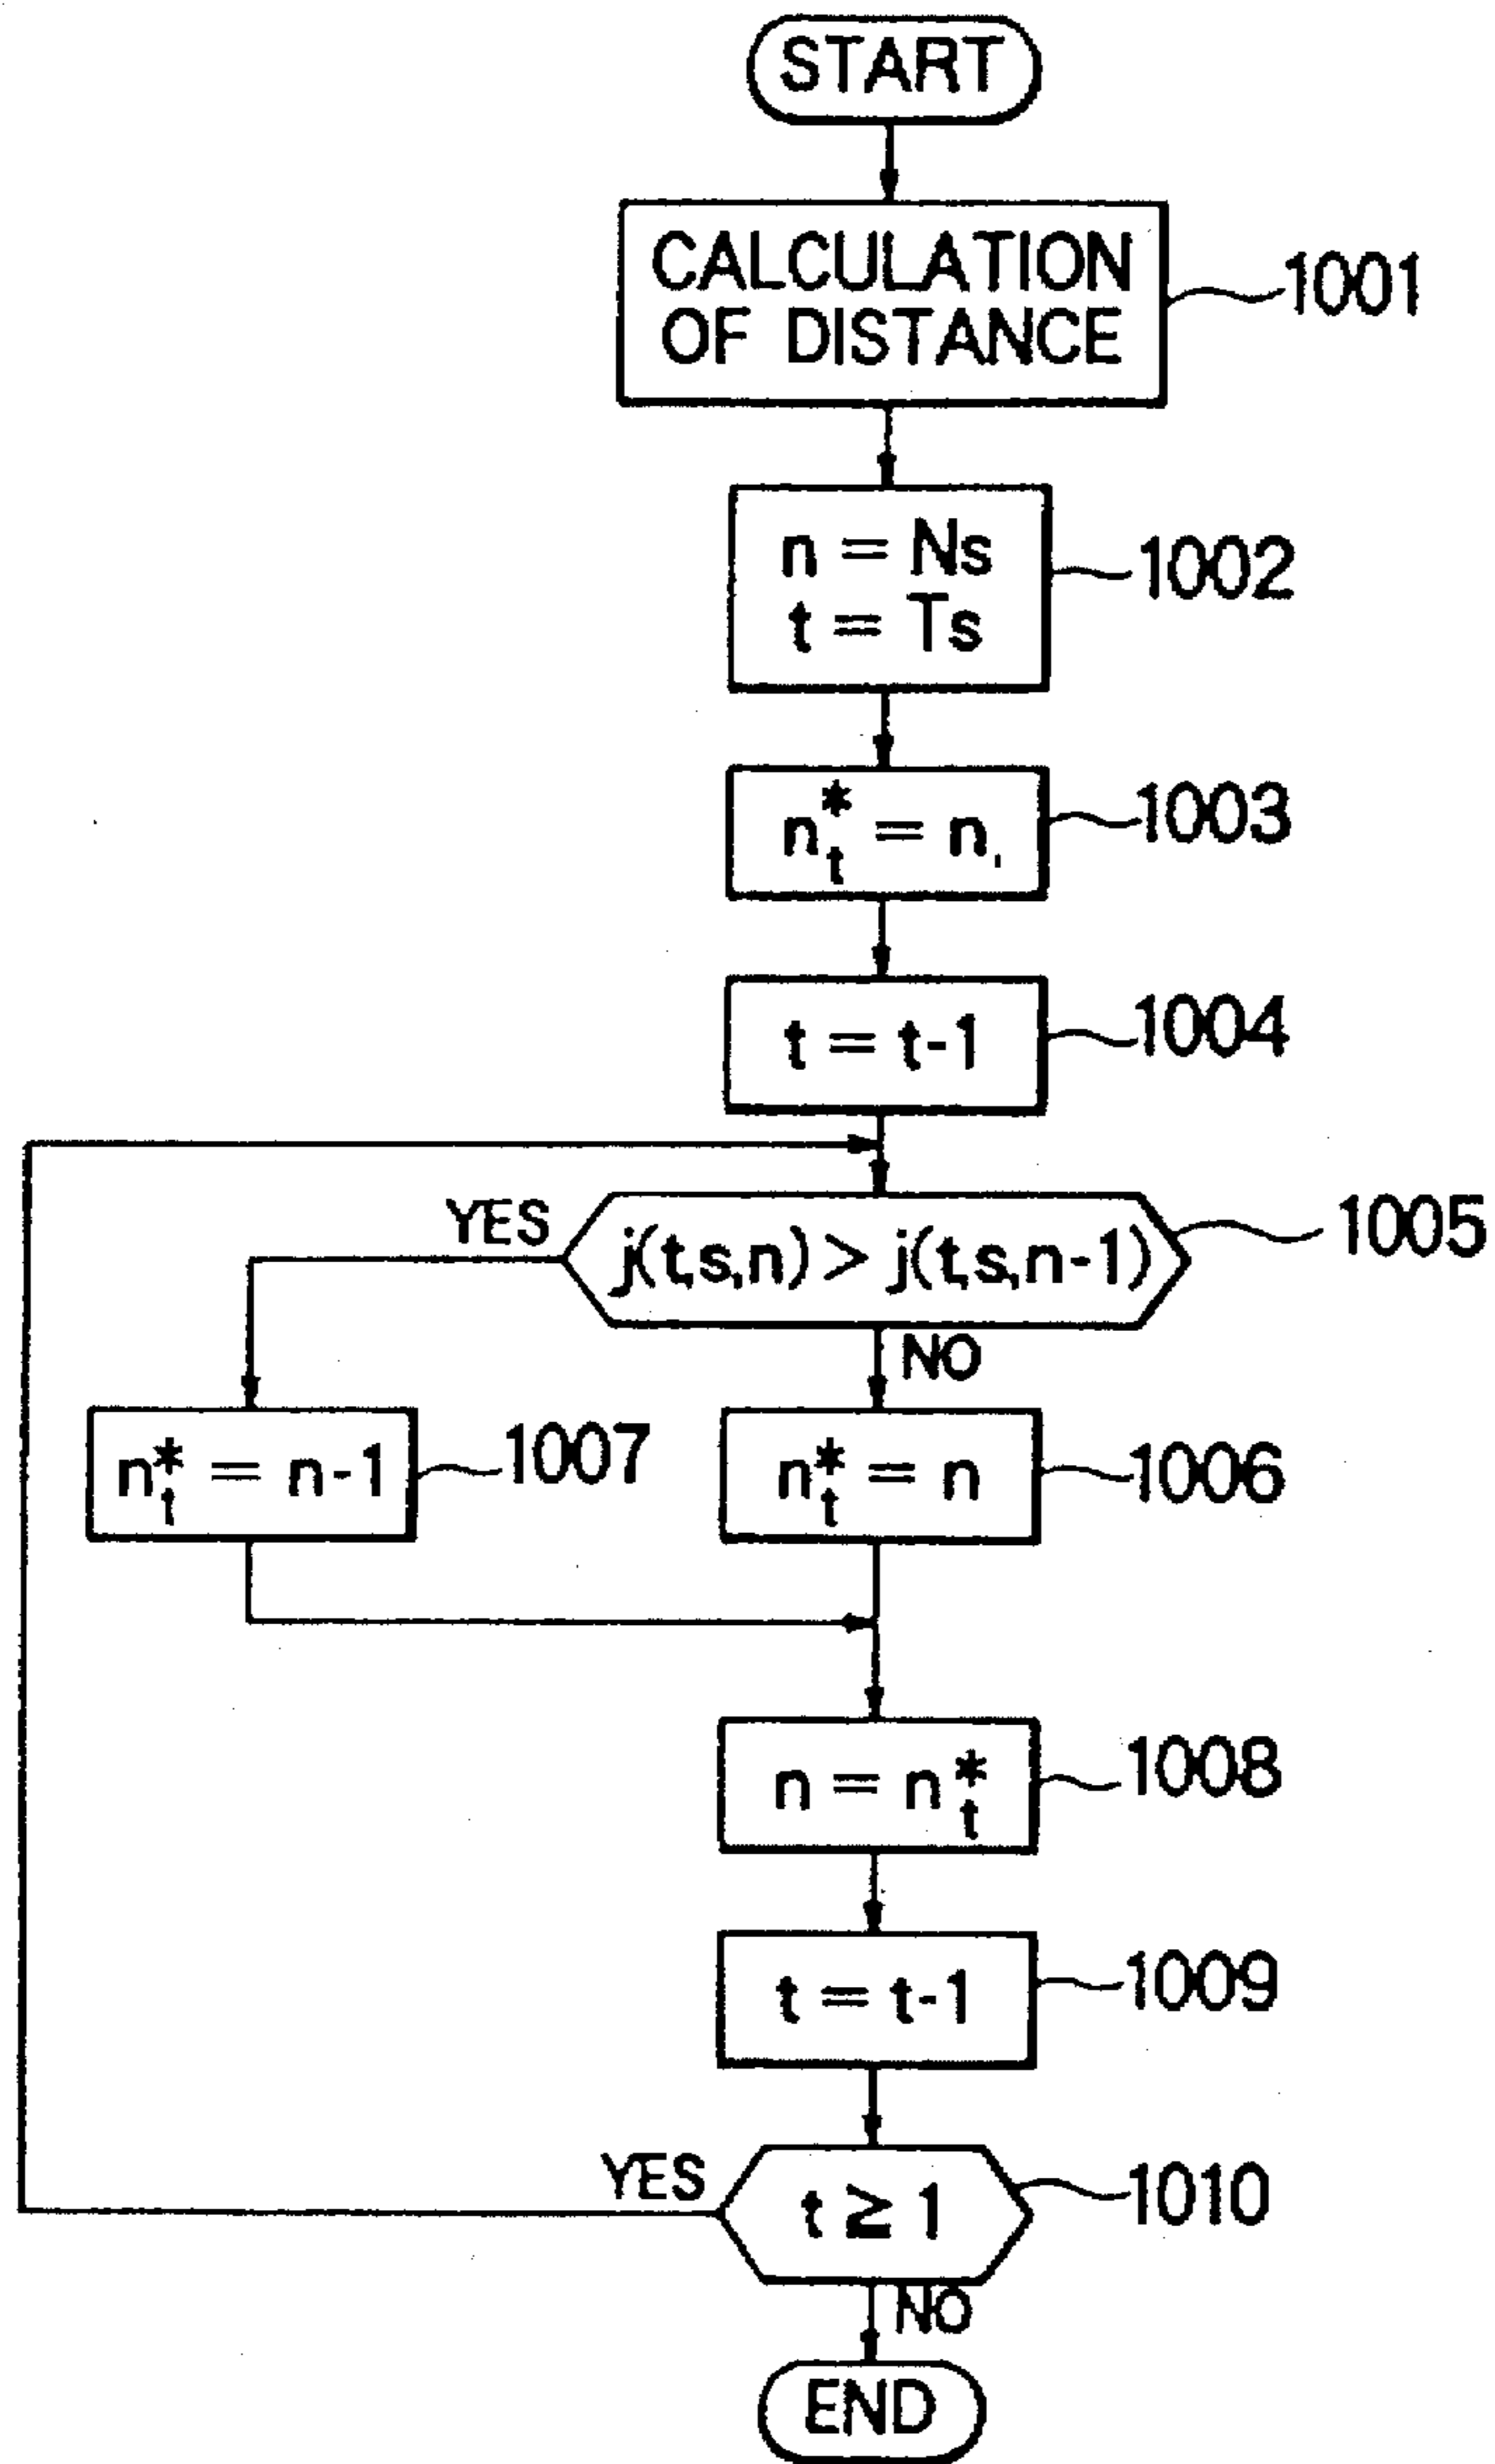 START
CALCULATION
OF DISTANCE
1001
n = Ns
t = Ts
1002
n*t = n
1003
t = t-1
1004
YES
j(t,s,n) > j(t,s,n-1)
1005
NO
n*t = n-1
1007
n*t = n
1006
n = n*t
1008
t = t-1
1009
YES
t ≥ 1
1010
NO
END